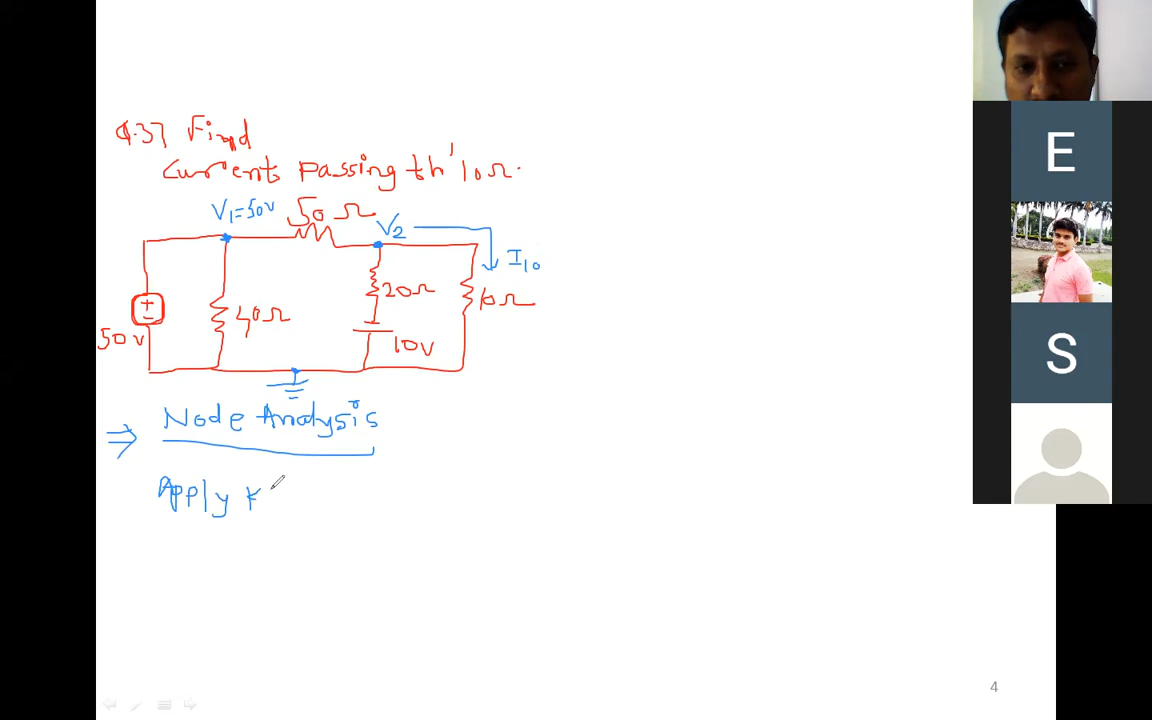 Q.37 Find
Current passing th' 10Ω.
V1=50V
50Ω
V2
I10
+
-
50V
40Ω
20Ω
10V
10Ω
⇒ Node Analysis
Apply K
E
S
4